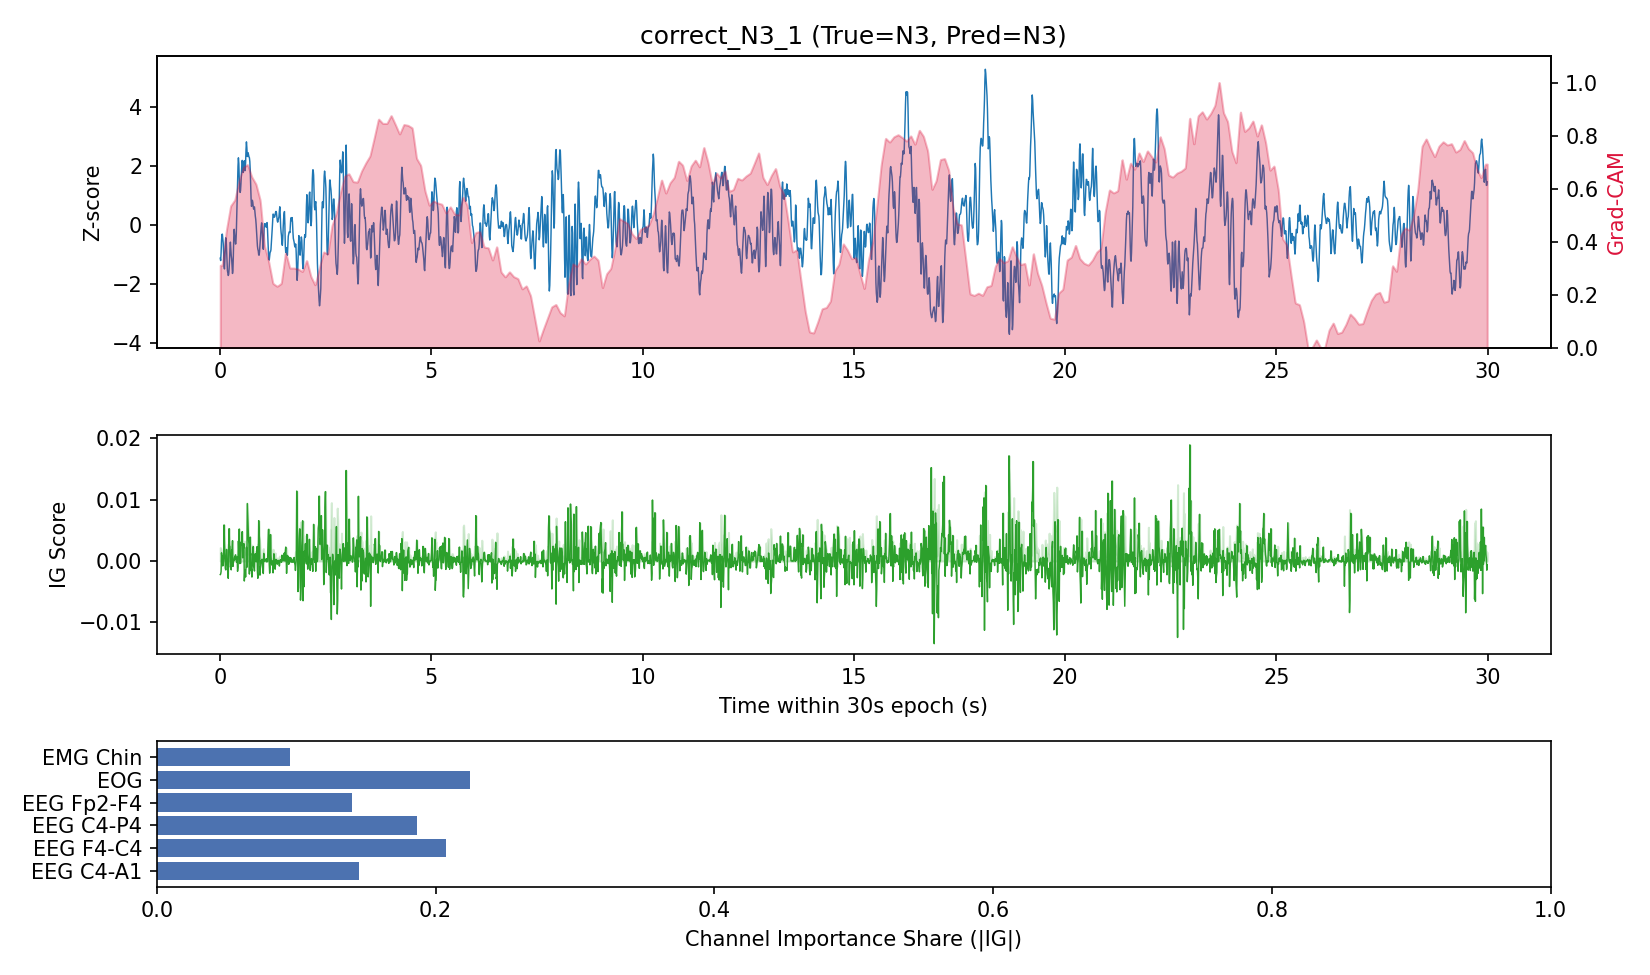 correct_N3_1 (True=N3, Pred=N3)
Z-score
4
2
0
−2
−4
Grad-CAM
1.0
0.8
0.6
0.4
0.2
0.0
0 5 10 15 20 25 30
IG Score
0.02
0.01
0.00
−0.01
0 5 10 15 20 25 30
Time within 30s epoch (s)
EMG Chin
EOG
EEG Fp2-F4
EEG C4-P4
EEG F4-C4
EEG C4-A1
0.0 0.2 0.4 0.6 0.8 1.0
Channel Importance Share (|IG|)